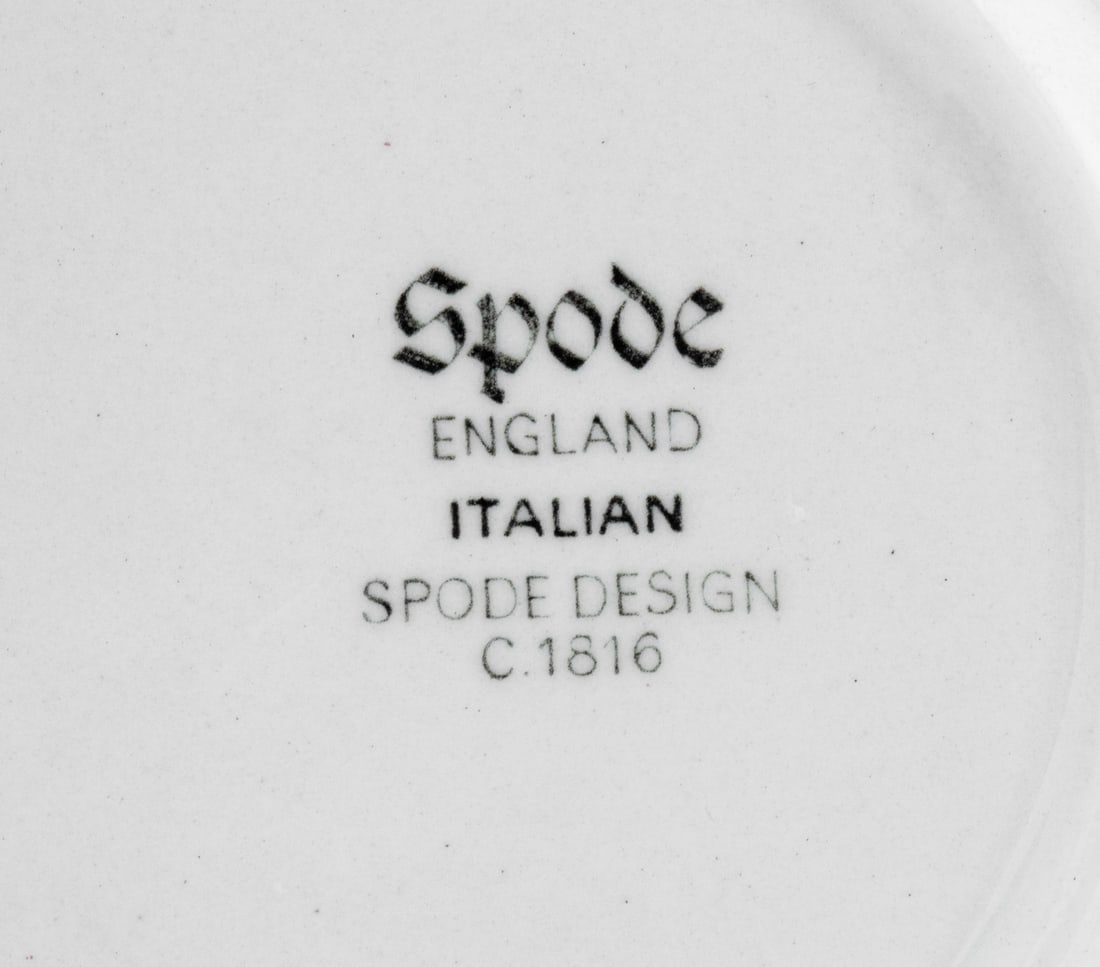 Spode
ENGLAND
ITALIAN
SPODE DESIGN
C.1816